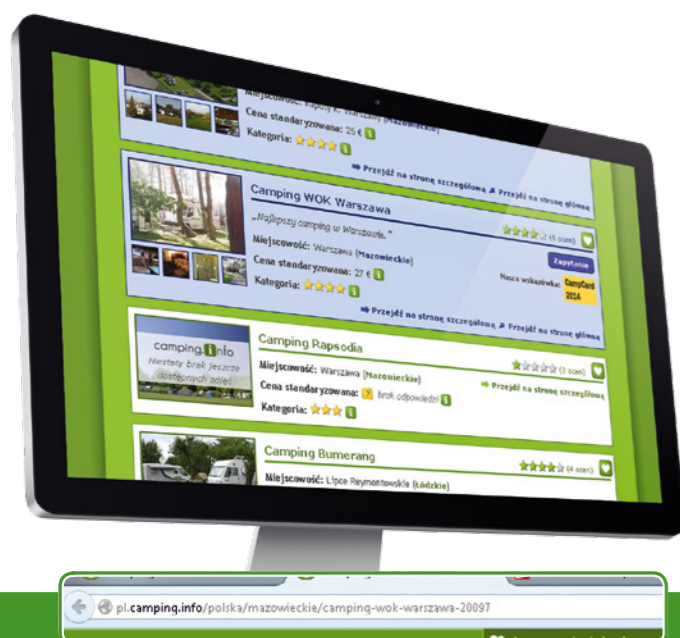 Miejscowość: Kaputy K. Warszawy (Mazowieckie)
Cena standaryzowana: 25 € i
Kategoria: i
Przejdź na stronę szczegółową Przejdź na stronę główną
Camping WOK Warszawa
„Najlepszy camping w Warszawie."
(5 ocen)
Miejscowość: Warszawa (Mazowieckie)
Zapytanie
Cena standaryzowana: 27 € i
Nasza wskazówka: CampCard
2014
Kategoria: i
Przejdź na stronę szczegółową Przejdź na stronę główną
camping.info
Niestety brak jeszcze
dostępnych zdjęć
Camping Rapsodia
(2 ocen)
Miejscowość: Warszawa (Mazowieckie)
Przejdź na stronę szczegółową
Cena standaryzowana: ? brak odpowiedzi i
Kategoria: i
Camping Bumerang
(4 ocen)
Miejscowość: Lipce Reymontowskie (Łódzkie)
pl.camping.info/polska/mazowieckie/camping-wok-warszawa-20097